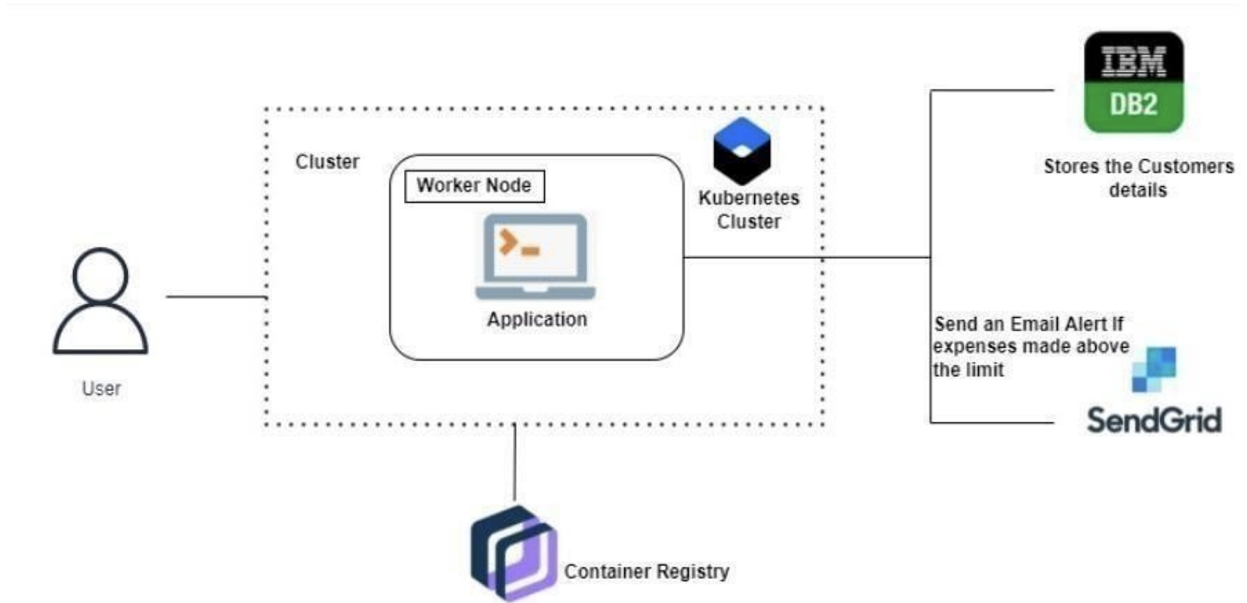 IBM
DB2
Stores the Customers
details
Cluster
Worker Node
Kubernetes
Cluster
Application
User
Send an Email Alert If
expenses made above
the limit
SendGrid
Container Registry